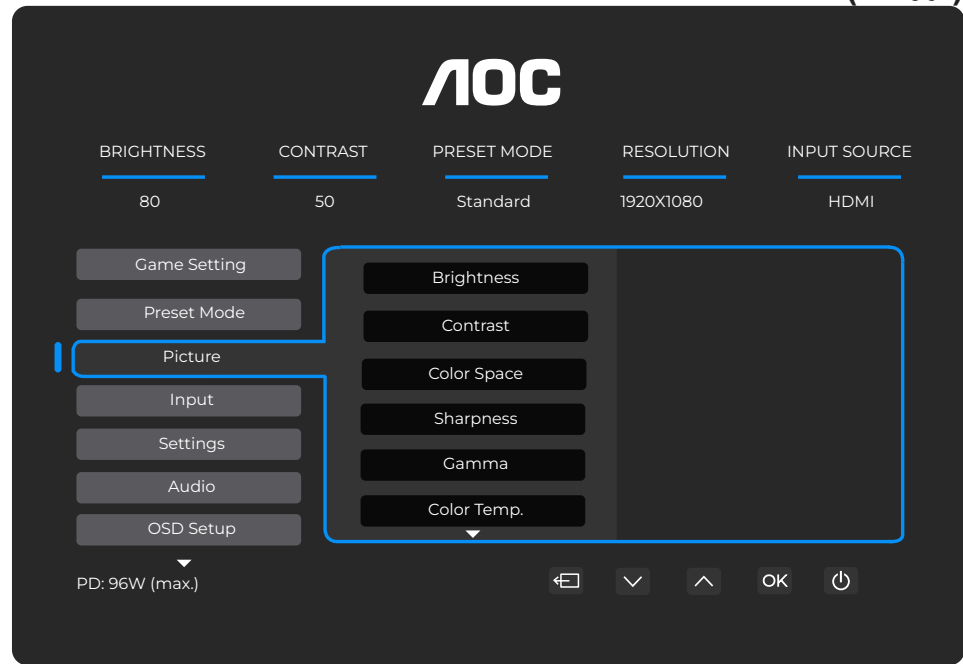 AOC
BRIGHTNESS CONTRAST PRESET MODE RESOLUTION INPUT SOURCE
80 50 Standard 1920X1080 HDMI
Game Setting
Preset Mode
Picture
Input
Settings
Audio
OSD Setup
Brightness
Contrast
Color Space
Sharpness
Gamma
Color Temp.
PD: 96W (max.)
OK